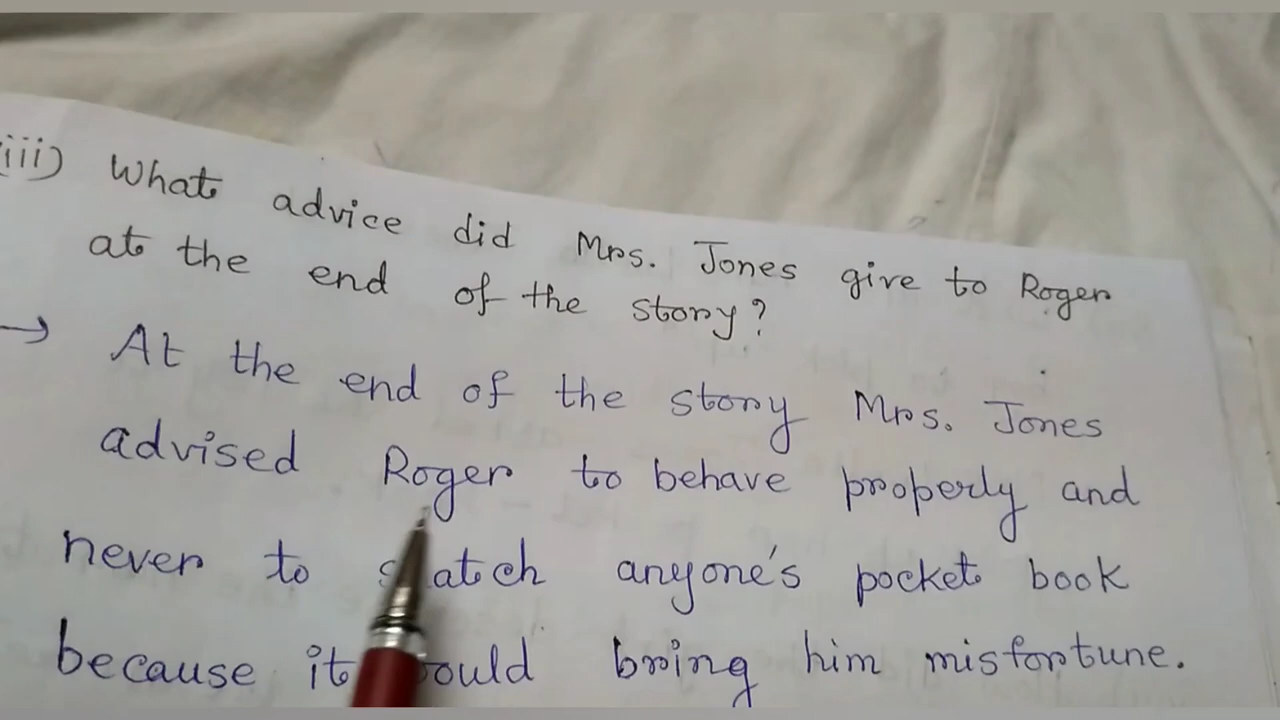 iii) What advice did Mrs. Jones give to Roger
at the end of the story?
→ At the end of the story Mrs. Jones
advised Roger to behave properly and
never to snatch anyone's pocket book
because it would bring him misfortune.